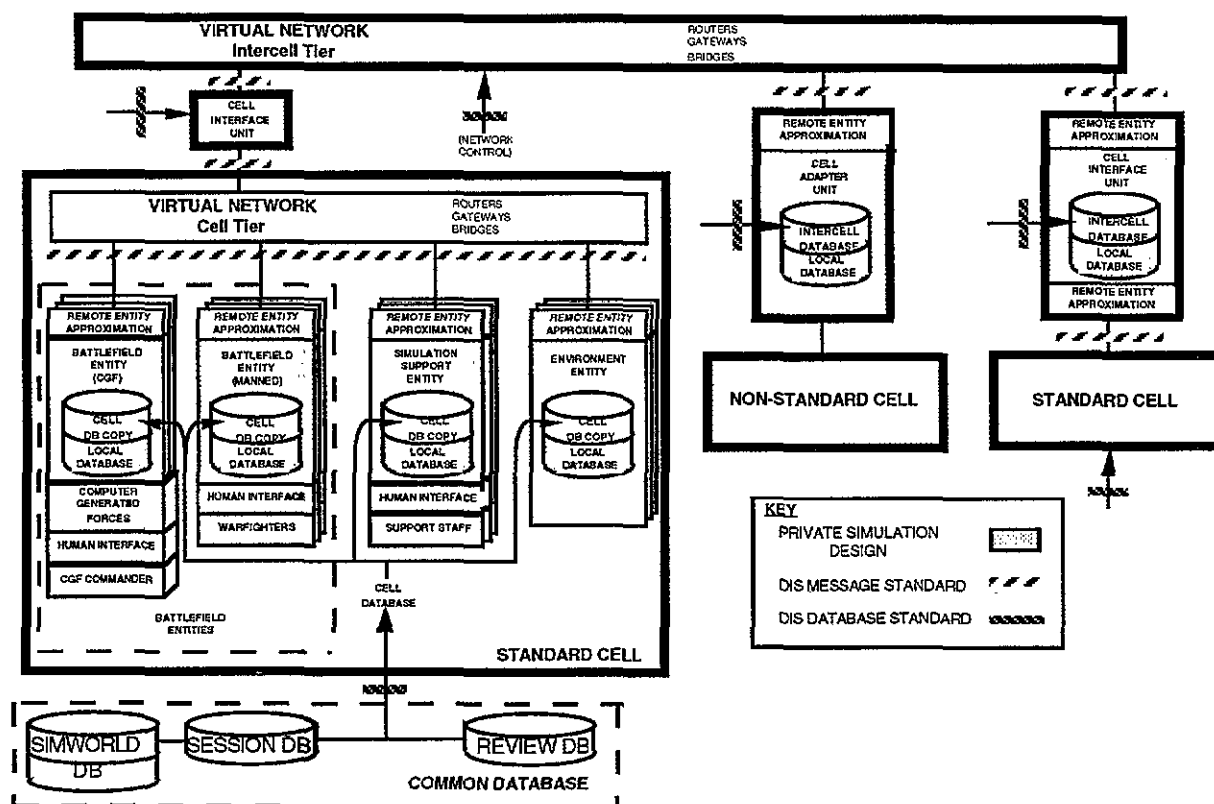 VIRTUAL NETWORK
Intercell Tier
ROUTERS
GATEWAYS
BRIDGES
CELL
INTERFACE
UNIT
(NETWORK
CONTROL)
VIRTUAL NETWORK
Cell Tier
ROUTERS
GATEWAYS
BRIDGES
REMOTE ENTITY
APPROXIMATION
BATTLEFIELD
ENTITY
(CGF)
CELL
DB COPY
LOCAL
DATABASE
COMPUTER
GENERATED
FORCES
HUMAN INTERFACE
CGF COMMANDER
REMOTE ENTITY
APPROXIMATION
BATTLEFIELD
ENTITY
(MANNED)
CELL
DB COPY
LOCAL
DATABASE
HUMAN INTERFACE
WARFIGHTERS
BATTLEFIELD
ENTITIES
REMOTE ENTITY
APPROXIMATION
SIMULATION
SUPPORT
ENTITY
CELL
DB COPY
LOCAL
DATABASE
HUMAN INTERFACE
SUPPORT STAFF
REMOTE ENTITY
APPROXIMATION
ENVIRONMENT
ENTITY
CELL
DB COPY
LOCAL
DATABASE
CELL
DATABASE
STANDARD CELL
SIMWORLD
DB
SESSION DB
REVIEW DB
COMMON DATABASE
REMOTE ENTITY
APPROXIMATION
CELL
ADAPTER
UNIT
INTERCELL
DATABASE
LOCAL
DATABASE
NON-STANDARD CELL
REMOTE ENTITY
APPROXIMATION
CELL
INTERFACE
UNIT
INTERCELL
DATABASE
LOCAL
DATABASE
REMOTE ENTITY
APPROXIMATION
STANDARD CELL
KEY
PRIVATE SIMULATION
DESIGN
DIS MESSAGE STANDARD
DIS DATABASE STANDARD